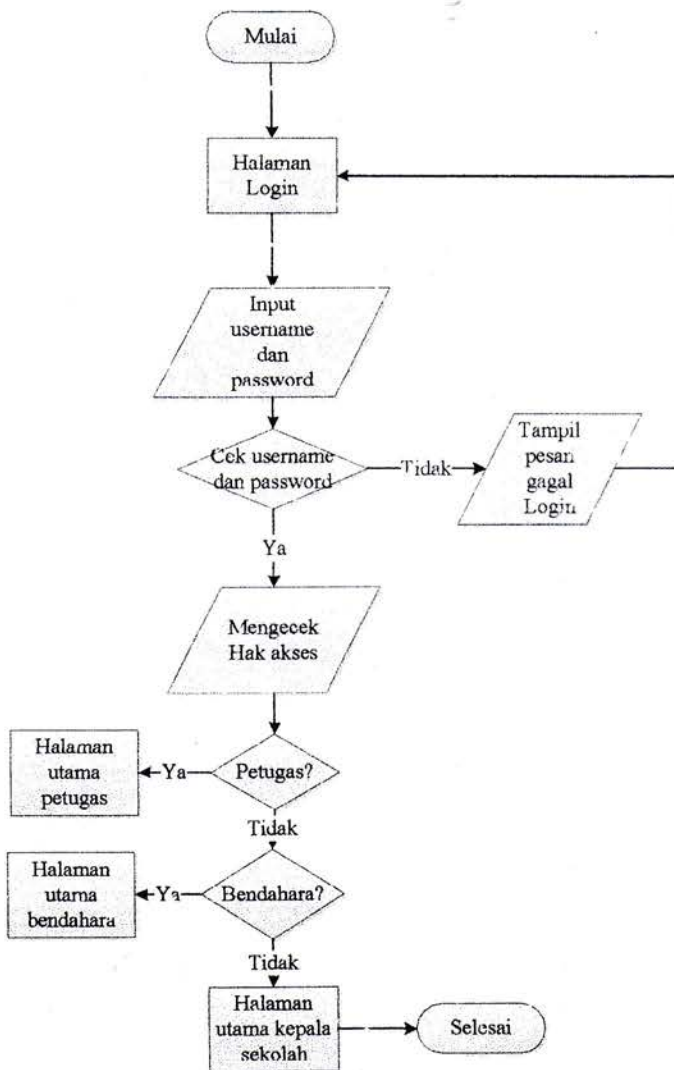 Mulai
Halaman
Login
Input
username
dan
password
Cek username
dan password
Tidak
Tampil
pesan
gagal
Login
Ya
Mengecek
Hak akses
Halaman
utama
petugas
Ya
Petugas?
Tidak
Halaman
utama
bendahara
Ya
Bendahara?
Tidak
Halaman
utama kepala
sekolah
Selesai